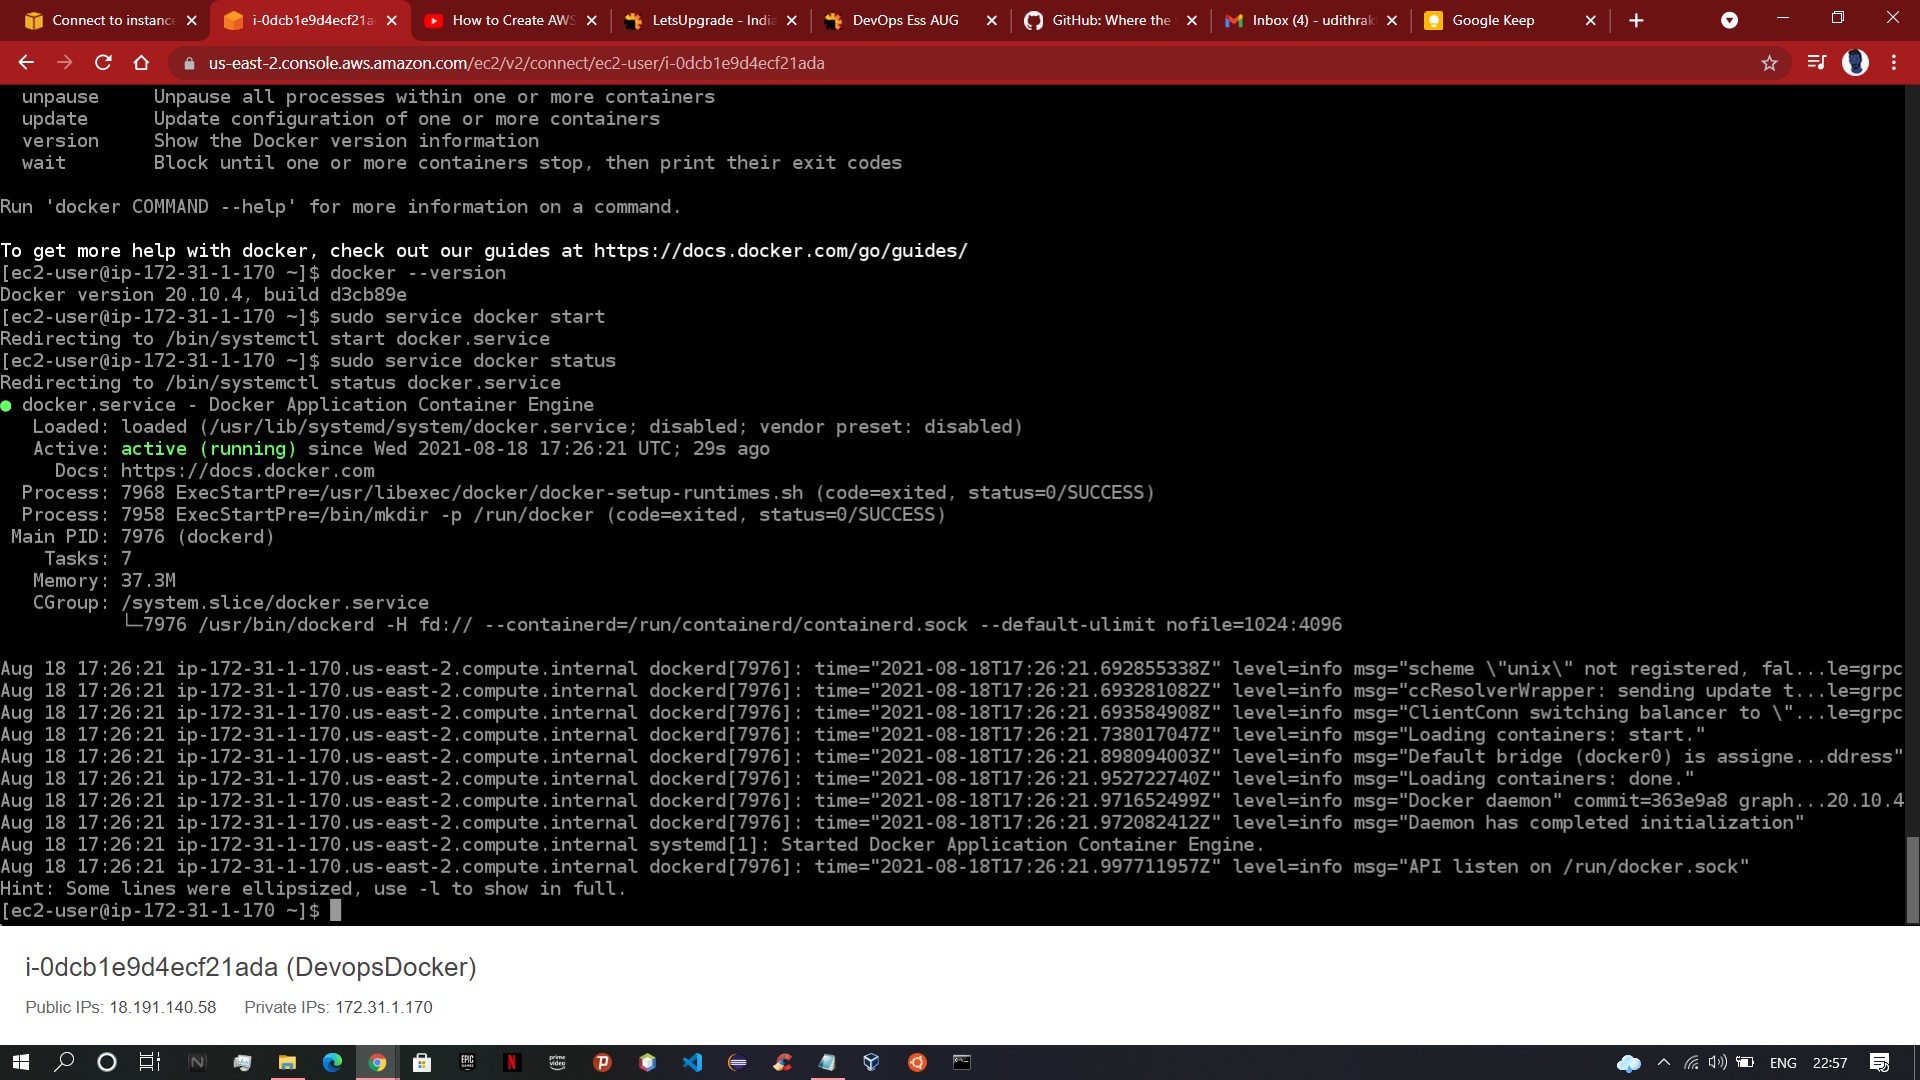 Connect to instance
i-0dcb1e9d4ecf21a
How to Create AWS
LetsUpgrade - India
DevOps Ess AUG
GitHub: Where the
Inbox (4) - udithrak
Google Keep
us-east-2.console.aws.amazon.com/ec2/v2/connect/ec2-user/i-0dcb1e9d4ecf21ada
unpause     Unpause all processes within one or more containers
update      Update configuration of one or more containers
version     Show the Docker version information
wait        Block until one or more containers stop, then print their exit codes
Run 'docker COMMAND --help' for more information on a command.
To get more help with docker, check out our guides at https://docs.docker.com/go/guides/
[ec2-user@ip-172-31-1-170 ~]$ docker --version
Docker version 20.10.4, build d3cb89e
[ec2-user@ip-172-31-1-170 ~]$ sudo service docker start
Redirecting to /bin/systemctl start docker.service
[ec2-user@ip-172-31-1-170 ~]$ sudo service docker status
Redirecting to /bin/systemctl status docker.service
● docker.service - Docker Application Container Engine
Loaded: loaded (/usr/lib/systemd/system/docker.service; disabled; vendor preset: disabled)
Active: active (running) since Wed 2021-08-18 17:26:21 UTC; 29s ago
Docs: https://docs.docker.com
Process: 7968 ExecStartPre=/usr/libexec/docker/docker-setup-runtimes.sh (code=exited, status=0/SUCCESS)
Process: 7958 ExecStartPre=/bin/mkdir -p /run/docker (code=exited, status=0/SUCCESS)
Main PID: 7976 (dockerd)
Tasks: 7
Memory: 37.3M
CGroup: /system.slice/docker.service
└─7976 /usr/bin/dockerd -H fd:// --containerd=/run/containerd/containerd.sock --default-ulimit nofile=1024:4096
Aug 18 17:26:21 ip-172-31-1-170.us-east-2.compute.internal dockerd[7976]: time="2021-08-18T17:26:21.692855338Z" level=info msg="scheme \"unix\" not registered, fal...le=grpc
Aug 18 17:26:21 ip-172-31-1-170.us-east-2.compute.internal dockerd[7976]: time="2021-08-18T17:26:21.693281082Z" level=info msg="ccResolverWrapper: sending update t...le=grpc
Aug 18 17:26:21 ip-172-31-1-170.us-east-2.compute.internal dockerd[7976]: time="2021-08-18T17:26:21.693584908Z" level=info msg="ClientConn switching balancer to \"...le=grpc
Aug 18 17:26:21 ip-172-31-1-170.us-east-2.compute.internal dockerd[7976]: time="2021-08-18T17:26:21.738017047Z" level=info msg="Loading containers: start."
Aug 18 17:26:21 ip-172-31-1-170.us-east-2.compute.internal dockerd[7976]: time="2021-08-18T17:26:21.898094003Z" level=info msg="Default bridge (docker0) is assigne...ddress"
Aug 18 17:26:21 ip-172-31-1-170.us-east-2.compute.internal dockerd[7976]: time="2021-08-18T17:26:21.952722740Z" level=info msg="Loading containers: done."
Aug 18 17:26:21 ip-172-31-1-170.us-east-2.compute.internal dockerd[7976]: time="2021-08-18T17:26:21.971652499Z" level=info msg="Docker daemon" commit=363e9a8 graph...20.10.4
Aug 18 17:26:21 ip-172-31-1-170.us-east-2.compute.internal dockerd[7976]: time="2021-08-18T17:26:21.972082412Z" level=info msg="Daemon has completed initialization"
Aug 18 17:26:21 ip-172-31-1-170.us-east-2.compute.internal systemd[1]: Started Docker Application Container Engine.
Aug 18 17:26:21 ip-172-31-1-170.us-east-2.compute.internal dockerd[7976]: time="2021-08-18T17:26:21.997711957Z" level=info msg="API listen on /run/docker.sock"
Hint: Some lines were ellipsized, use -l to show in full.
[ec2-user@ip-172-31-1-170 ~]$
i-0dcb1e9d4ecf21ada (DevopsDocker)
Public IPs: 18.191.140.58 Private IPs: 172.31.1.170
EPIC GAMES
prime video
ENG 22:57